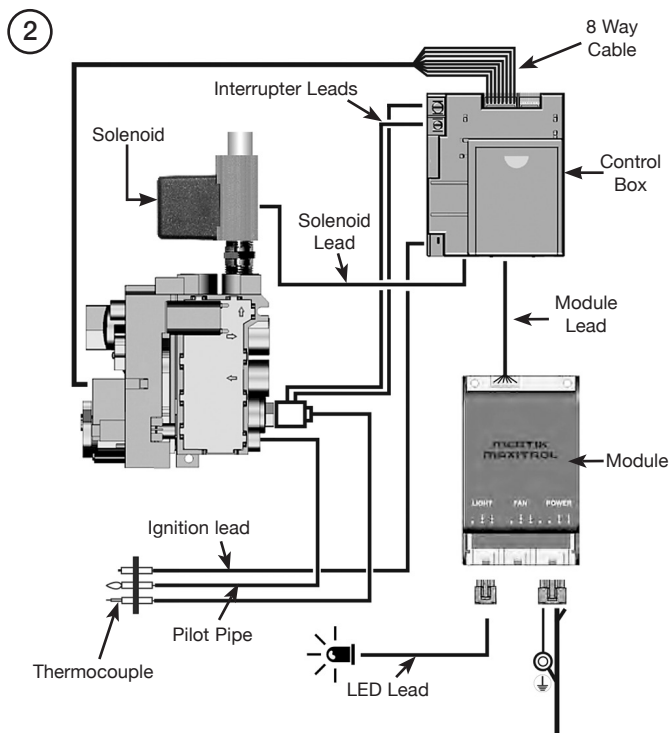 2
8 Way
Cable
Interrupter Leads
Solenoid
Control
Box
Solenoid
Lead
Module
Lead
MERTIK
MAXITROL
Module
LIGHT FAN POWER
Ignition lead
Pilot Pipe
Thermocouple
LED Lead